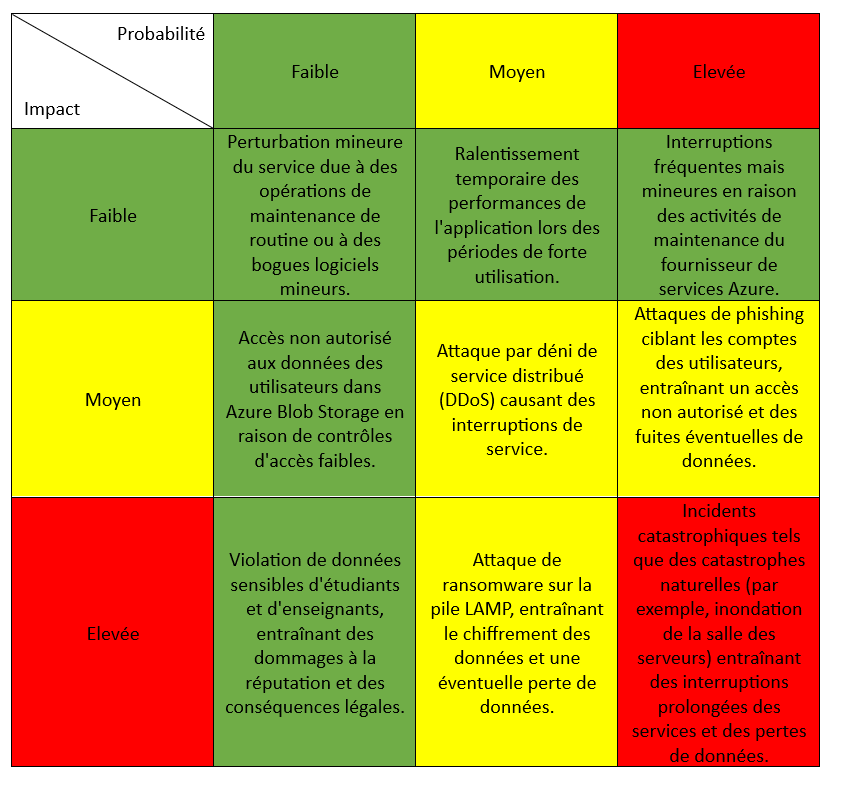 Probabilité
Impact
Faible
Moyen
Elevée
Faible
Perturbation mineure
du service due à des
opérations de
maintenance de
routine ou à des
bogues logiciels
mineurs.
Ralentissement
temporaire des
performances de
l'application lors des
périodes de forte
utilisation.
Interruptions
fréquentes mais
mineures en raison
des activités de
maintenance du
fournisseur de
services Azure.
Moyen
Accès non autorisé
aux données des
utilisateurs dans
Azure Blob Storage en
raison de contrôles
d'accès faibles.
Attaque par déni de
service distribué
(DDoS) causant des
interruptions de
service.
Attaques de phishing
ciblant les comptes
des utilisateurs,
entraînant un accès
non autorisé et des
fuites éventuelles de
données.
Elevée
Violation de données
sensibles d'étudiants
et d'enseignants,
entraînant des
dommages à la
réputation et des
conséquences légales.
Attaque de
ransomware sur la
pile LAMP, entraînant
le chiffrement des
données et une
éventuelle perte de
données.
Incidents
catastrophiques tels
que des catastrophes
naturelles (par
exemple, inondation
de la salle des
serveurs) entraînant
des interruptions
prolongées des
services et des pertes
de données.